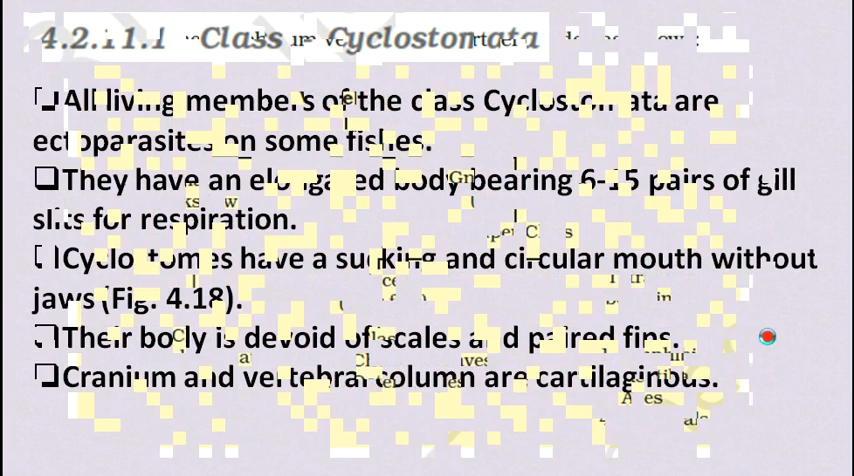 4.2.11.1 Class Cyclostomata
❑All living members of the class Cyclostomata are
ectoparasites on some fishes.
❑They have an elongated body bearing 6-15 pairs of gill
slits for respiration.
❑Cyclostomes have a sucking and circular mouth without
jaws (Fig. 4.18).
❑Their body is devoid of scales and paired fins.
❑Cranium and vertebral column are cartilaginous.